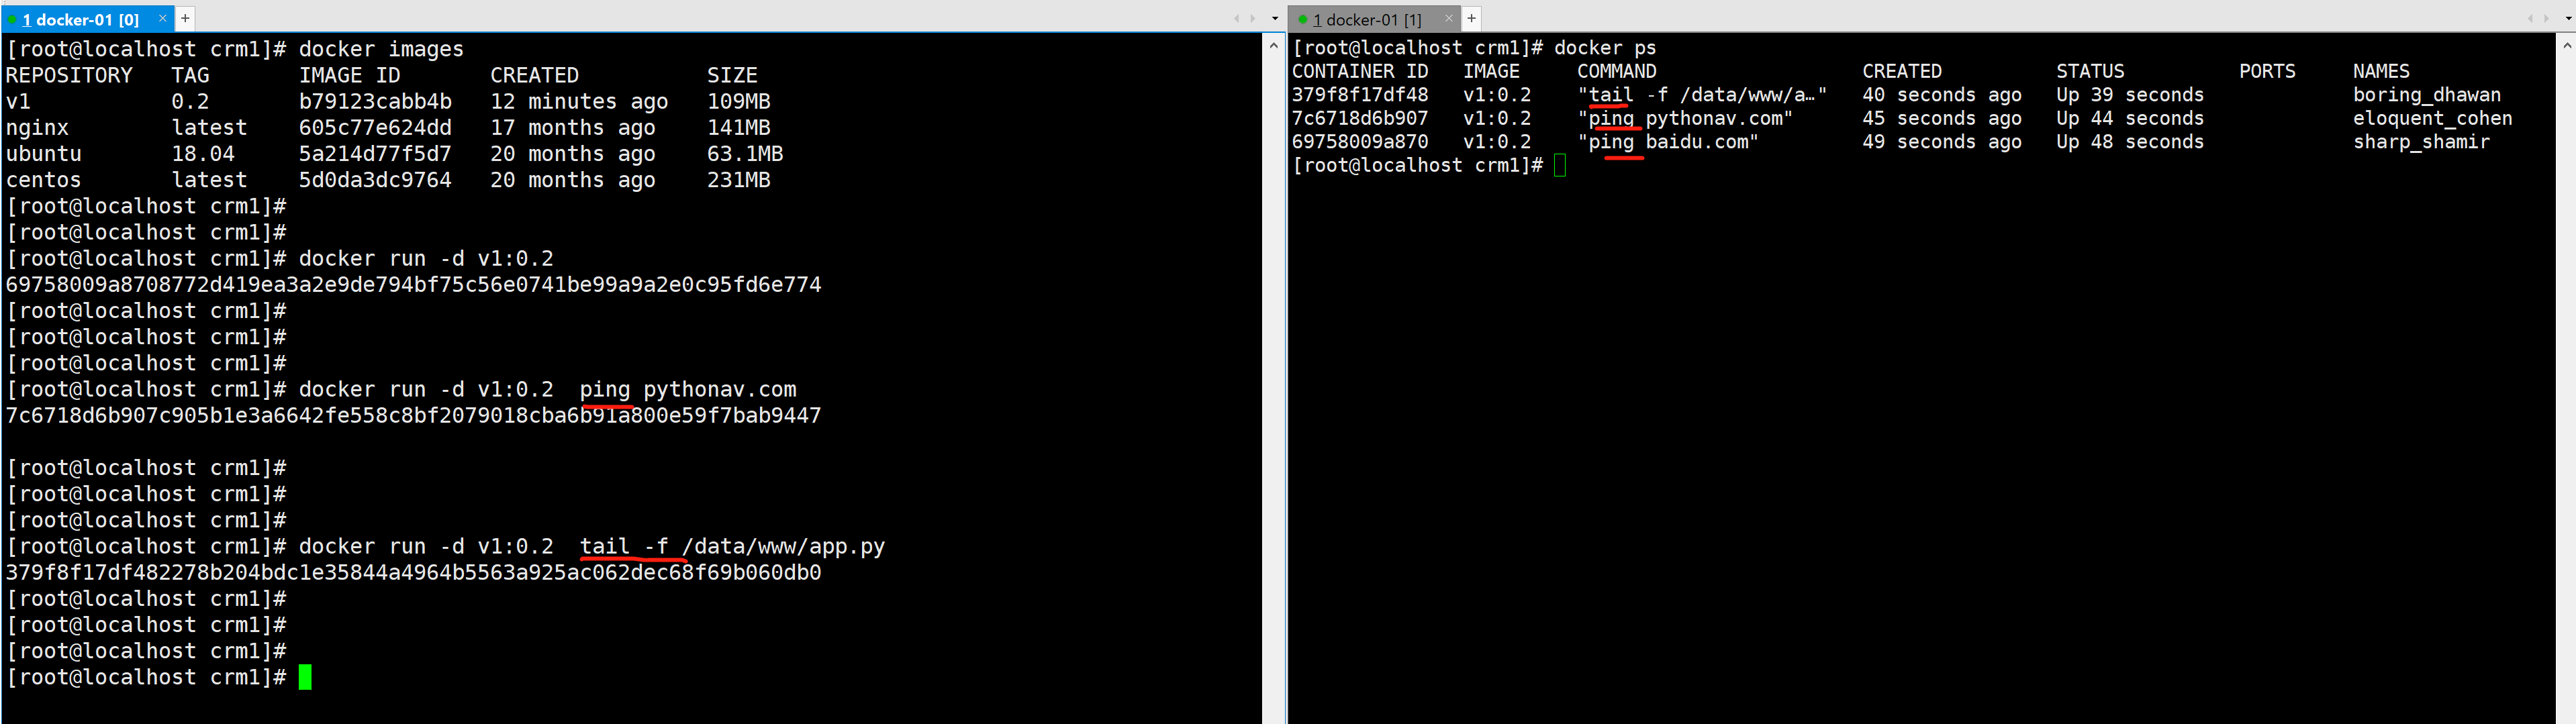 1 docker-01 [0]
[root@localhost crm1]# docker images
REPOSITORY   TAG       IMAGE ID       CREATED          SIZE
v1           0.2       b79123cabb4b   12 minutes ago   109MB
nginx        latest    605c77e624dd   17 months ago    141MB
ubuntu       18.04     5a214d77f5d7   20 months ago    63.1MB
centos       latest    5d0da3dc9764   20 months ago    231MB
[root@localhost crm1]#
[root@localhost crm1]#
[root@localhost crm1]# docker run -d v1:0.2
69758009a8708772d419ea3a2e9de794bf75c56e0741be99a9a2e0c95fd6e774
[root@localhost crm1]#
[root@localhost crm1]#
[root@localhost crm1]#
[root@localhost crm1]# docker run -d v1:0.2  ping pythonav.com
7c6718d6b907c905b1e3a6642fe558c8bf2079018cba6b91a800e59f7bab9447
[root@localhost crm1]#
[root@localhost crm1]#
[root@localhost crm1]#
[root@localhost crm1]# docker run -d v1:0.2  tail -f /data/www/app.py
379f8f17df482278b204bdc1e35844a4964b5563a925ac062dec68f69b060db0
[root@localhost crm1]#
[root@localhost crm1]#
[root@localhost crm1]#
[root@localhost crm1]#
1 docker-01 [1]
[root@localhost crm1]# docker ps
CONTAINER ID   IMAGE     COMMAND                  CREATED          STATUS          PORTS     NAMES
379f8f17df48   v1:0.2    "tail -f /data/www/a…"   40 seconds ago   Up 39 seconds             boring_dhawan
7c6718d6b907   v1:0.2    "ping pythonav.com"      45 seconds ago   Up 44 seconds             eloquent_cohen
69758009a870   v1:0.2    "ping baidu.com"         49 seconds ago   Up 48 seconds             sharp_shamir
[root@localhost crm1]#